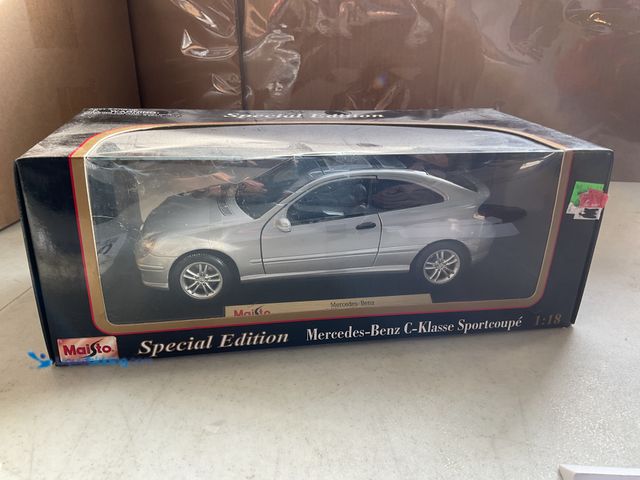 Special Edition
Maisto
Mercedes-Benz
Maisto
Special Edition
Mercedes-Benz C-Klasse Sportcoupé
1:18